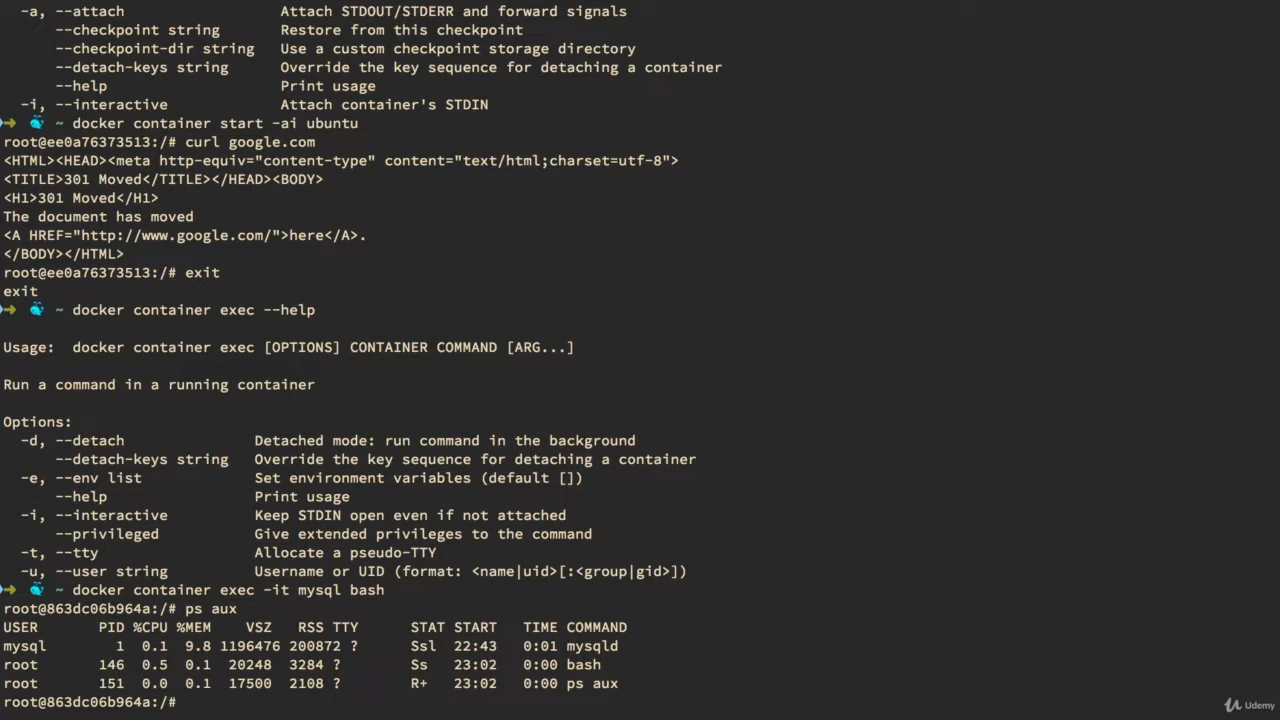 -a, --attach Attach STDOUT/STDERR and forward signals
--checkpoint string Restore from this checkpoint
--checkpoint-dir string Use a custom checkpoint storage directory
--detach-keys string Override the key sequence for detaching a container
--help Print usage
-i, --interactive Attach container's STDIN
~ docker container start -ai ubuntu
root@ee0a76373513:/# curl google.com
<HTML><HEAD><meta http-equiv="content-type" content="text/html;charset=utf-8">
<TITLE>301 Moved</TITLE></HEAD><BODY>
<H1>301 Moved</H1>
The document has moved
<A HREF="http://www.google.com/">here</A>.
</BODY></HTML>
root@ee0a76373513:/# exit
exit
~ docker container exec --help
Usage: docker container exec [OPTIONS] CONTAINER COMMAND [ARG...]
Run a command in a running container
Options:
-d, --detach Detached mode: run command in the background
--detach-keys string Override the key sequence for detaching a container
-e, --env list Set environment variables (default [])
--help Print usage
-i, --interactive Keep STDIN open even if not attached
--privileged Give extended privileges to the command
-t, --tty Allocate a pseudo-TTY
-u, --user string Username or UID (format: <name|uid>[:<group|gid>])
~ docker container exec -it mysql bash
root@863dc06b964a:/# ps aux
USER PID %CPU %MEM VSZ RSS TTY STAT START TIME COMMAND
mysql 1 0.1 9.8 1196476 200872 ? Ssl 22:43 0:01 mysqld
root 146 0.5 0.1 20248 3284 ? Ss 23:02 0:00 bash
root 151 0.0 0.1 17500 2108 ? R+ 23:02 0:00 ps aux
root@863dc06b964a:/#
Udemy